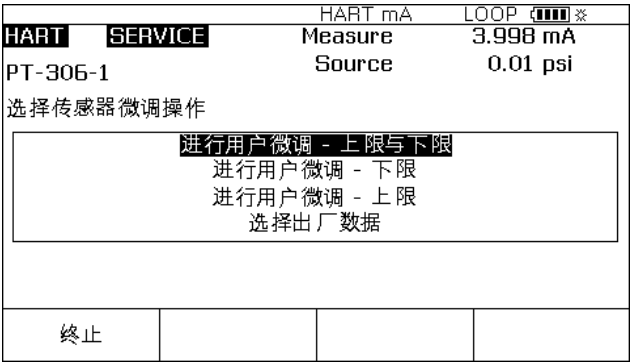 HART mA LOOP
HART SERVICE Measure 3.998 mA
PT-306-1 Source 0.01 psi
选择传感器微调操作
进行用户微调 - 上限与下限
进行用户微调 - 下限
进行用户微调 - 上限
选择出厂数据
终止